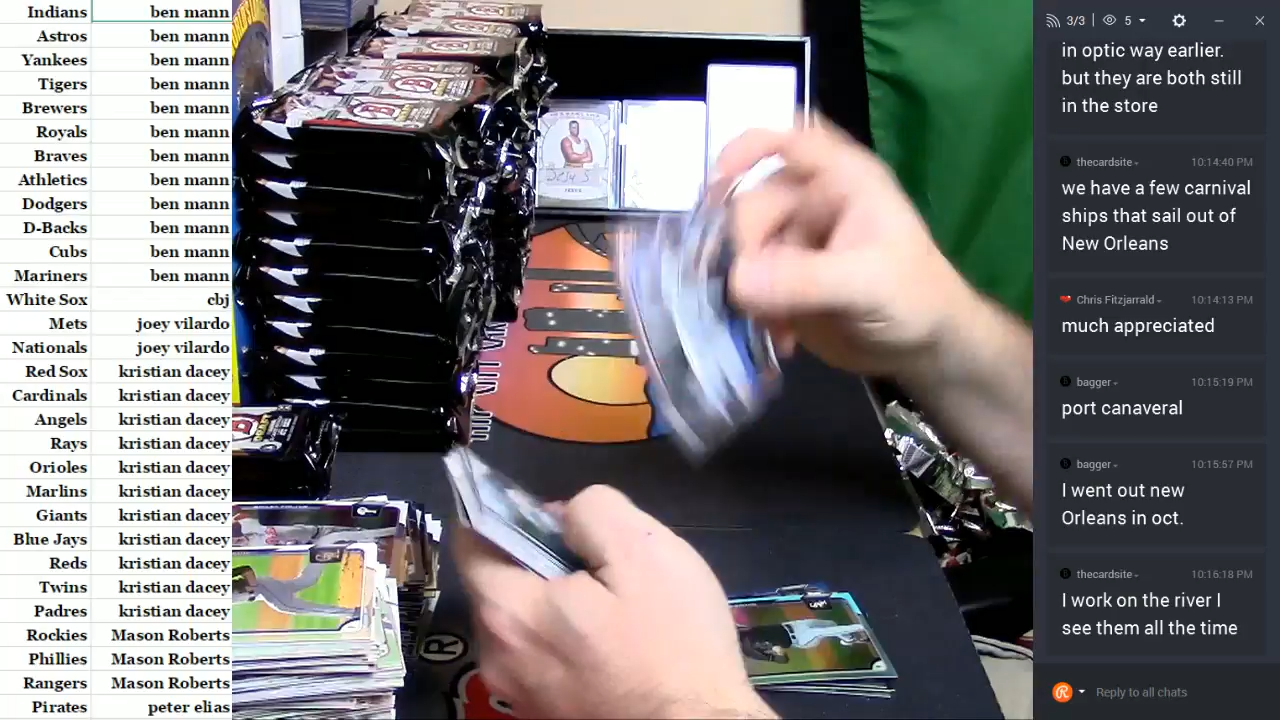 Indians ben mann
Astros ben mann
Yankees ben mann
Tigers ben mann
Brewers ben mann
Royals ben mann
Braves ben mann
Athletics ben mann
Dodgers ben mann
D-Backs ben mann
Cubs ben mann
Mariners ben mann
White Sox cbj
Mets joey vilardo
Nationals joey vilardo
Red Sox kristian dacey
Cardinals kristian dacey
Angels kristian dacey
Rays kristian dacey
Orioles kristian dacey
Marlins kristian dacey
Giants kristian dacey
Blue Jays kristian dacey
Reds kristian dacey
Twins kristian dacey
Padres kristian dacey
Rockies Mason Roberts
Phillies Mason Roberts
Rangers Mason Roberts
Pirates peter elias
3/3 5
in optic way earlier.
but they are both still
in the store
thecardsite 10:14:40 PM
we have a few carnival
ships that sail out of
New Orleans
Chris Fitzjarrald 10:14:13 PM
much appreciated
bagger 10:15:19 PM
port canaveral
bagger 10:15:57 PM
I went out new
Orleans in oct.
thecardsite 10:16:18 PM
I work on the river I
see them all the time
Reply to all chats